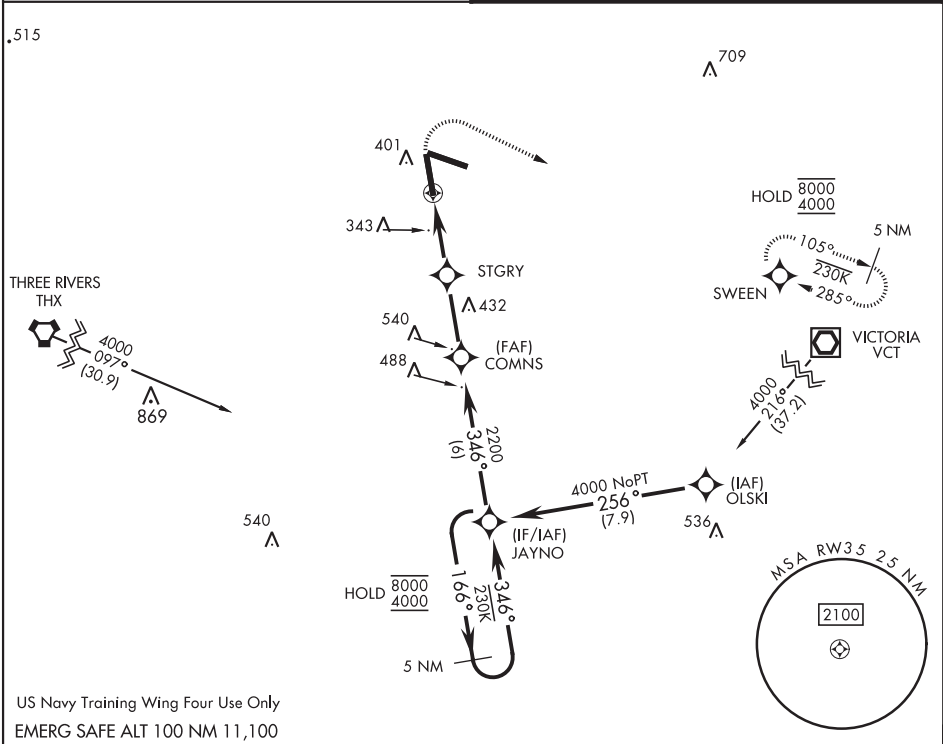 515
709
401
HOLD 8000
4000
343
5 NM
105°
230K
285°
STGRY
SWEEN
THREE RIVERS
THX
432
540
(FAF)
COMNS
VICTORIA
VCT
4000
097°
(30.9)
488
869
4000
216°
(37.2)
2200
346°
(6)
4000 NoPT
256°
(7.9)
(IAF)
OLSKI
536
540
(IF/IAF)
JAYNO
HOLD 8000
4000
166°
230K
346°
5 NM
MSA RW35 25 NM
2100
US Navy Training Wing Four Use Only
EMERG SAFE ALT 100 NM 11,100